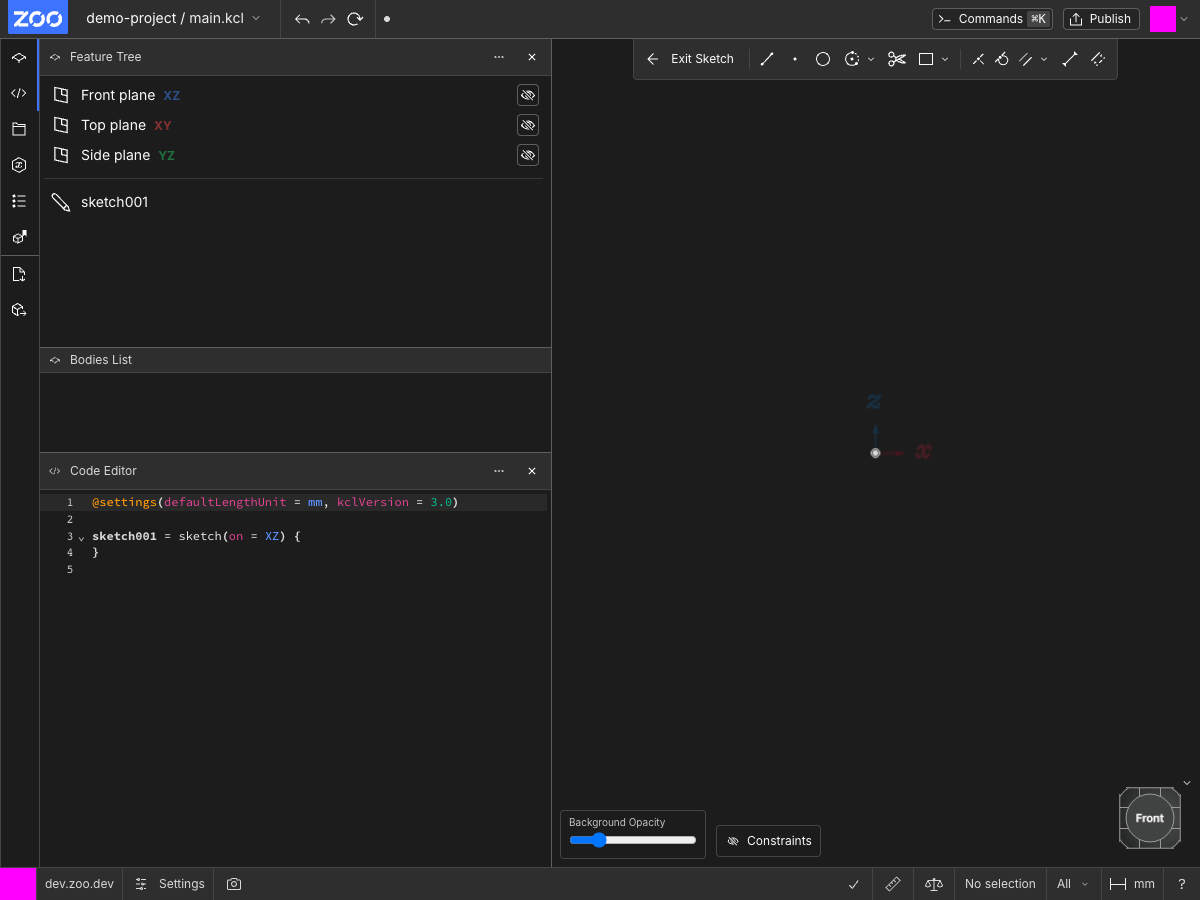 ZOO demo-project / main.kcl Commands ⌘K Publish
Feature Tree
Exit Sketch
Front plane XZ
Top plane XY
Side plane YZ
sketch001
Bodies List
z
x
Code Editor
1 @settings(defaultLengthUnit = mm, kclVersion = 3.0)
2
3 sketch001 = sketch(on = XZ) {
4 }
5
Background Opacity
Constraints
Front
dev.zoo.dev Settings No selection All mm ?